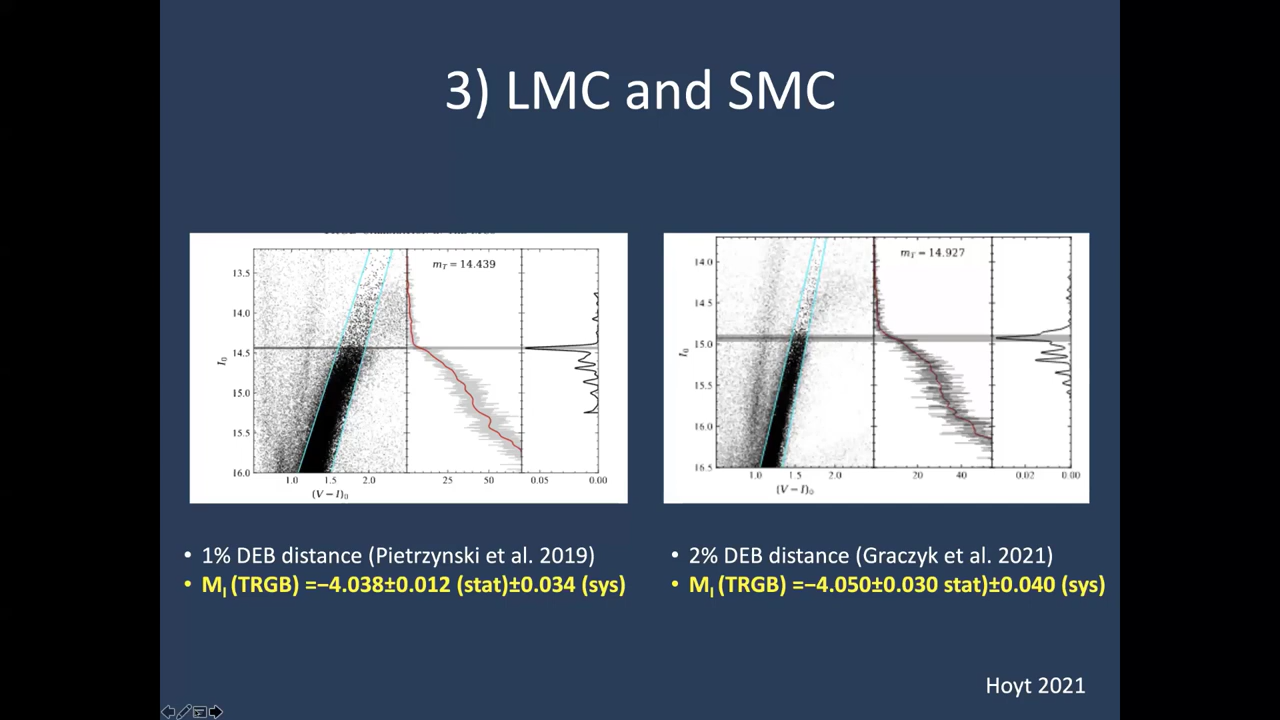 3) LMC and SMC
m_T = 14.439
13.5
14.0
14.5
15.0
15.5
16.0
I₀
1.0 1.5 2.0
25 50
0.05 0.00
(V − I)₀
m_T = 14.927
14.0
14.5
15.0
15.5
16.0
16.5
I₀
1.0 1.5 2.0
20 40
0.02 0.00
(V − I)₀
• 1% DEB distance (Pietrzynski et al. 2019)
• M_I (TRGB) =−4.038±0.012 (stat)±0.034 (sys)
• 2% DEB distance (Graczyk et al. 2021)
• M_I (TRGB) =−4.050±0.030 stat)±0.040 (sys)
Hoyt 2021